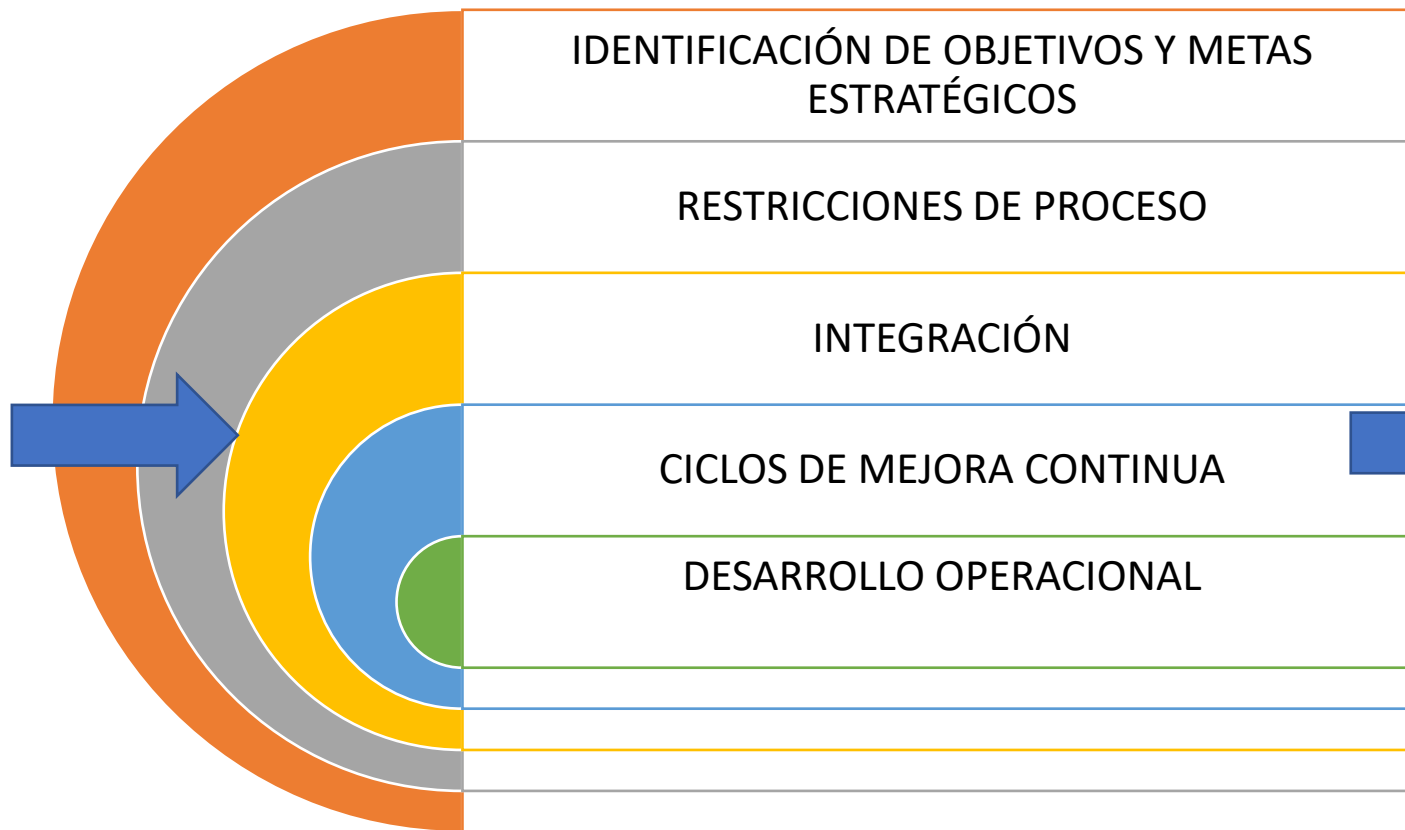 IDENTIFICACIÓN DE OBJETIVOS Y METAS
ESTRATÉGICOS
RESTRICCIONES DE PROCESO
INTEGRACIÓN
CICLOS DE MEJORA CONTINUA
DESARROLLO OPERACIONAL